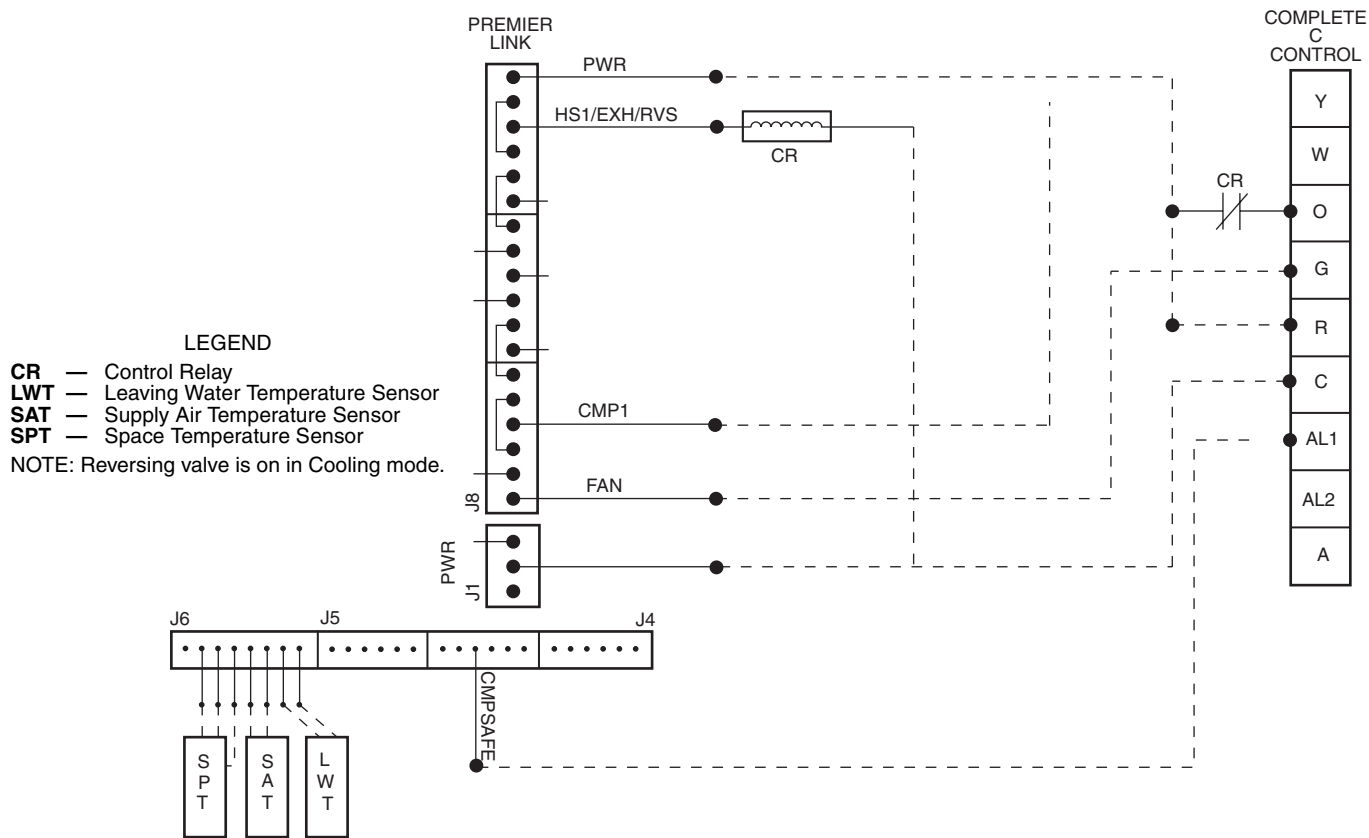 PREMIER
LINK
COMPLETE
C
CONTROL
PWR
HS1/EXH/RVS
CR
CR
Y
W
O
G
R
C
AL1
AL2
A
LEGEND
CR — Control Relay
LWT — Leaving Water Temperature Sensor
SAT — Supply Air Temperature Sensor
SPT — Space Temperature Sensor
NOTE: Reversing valve is on in Cooling mode.
CMP1
FAN
J8
PWR
J1
J6
J5
J4
CMPSAFE
SPT
SAT
LWT